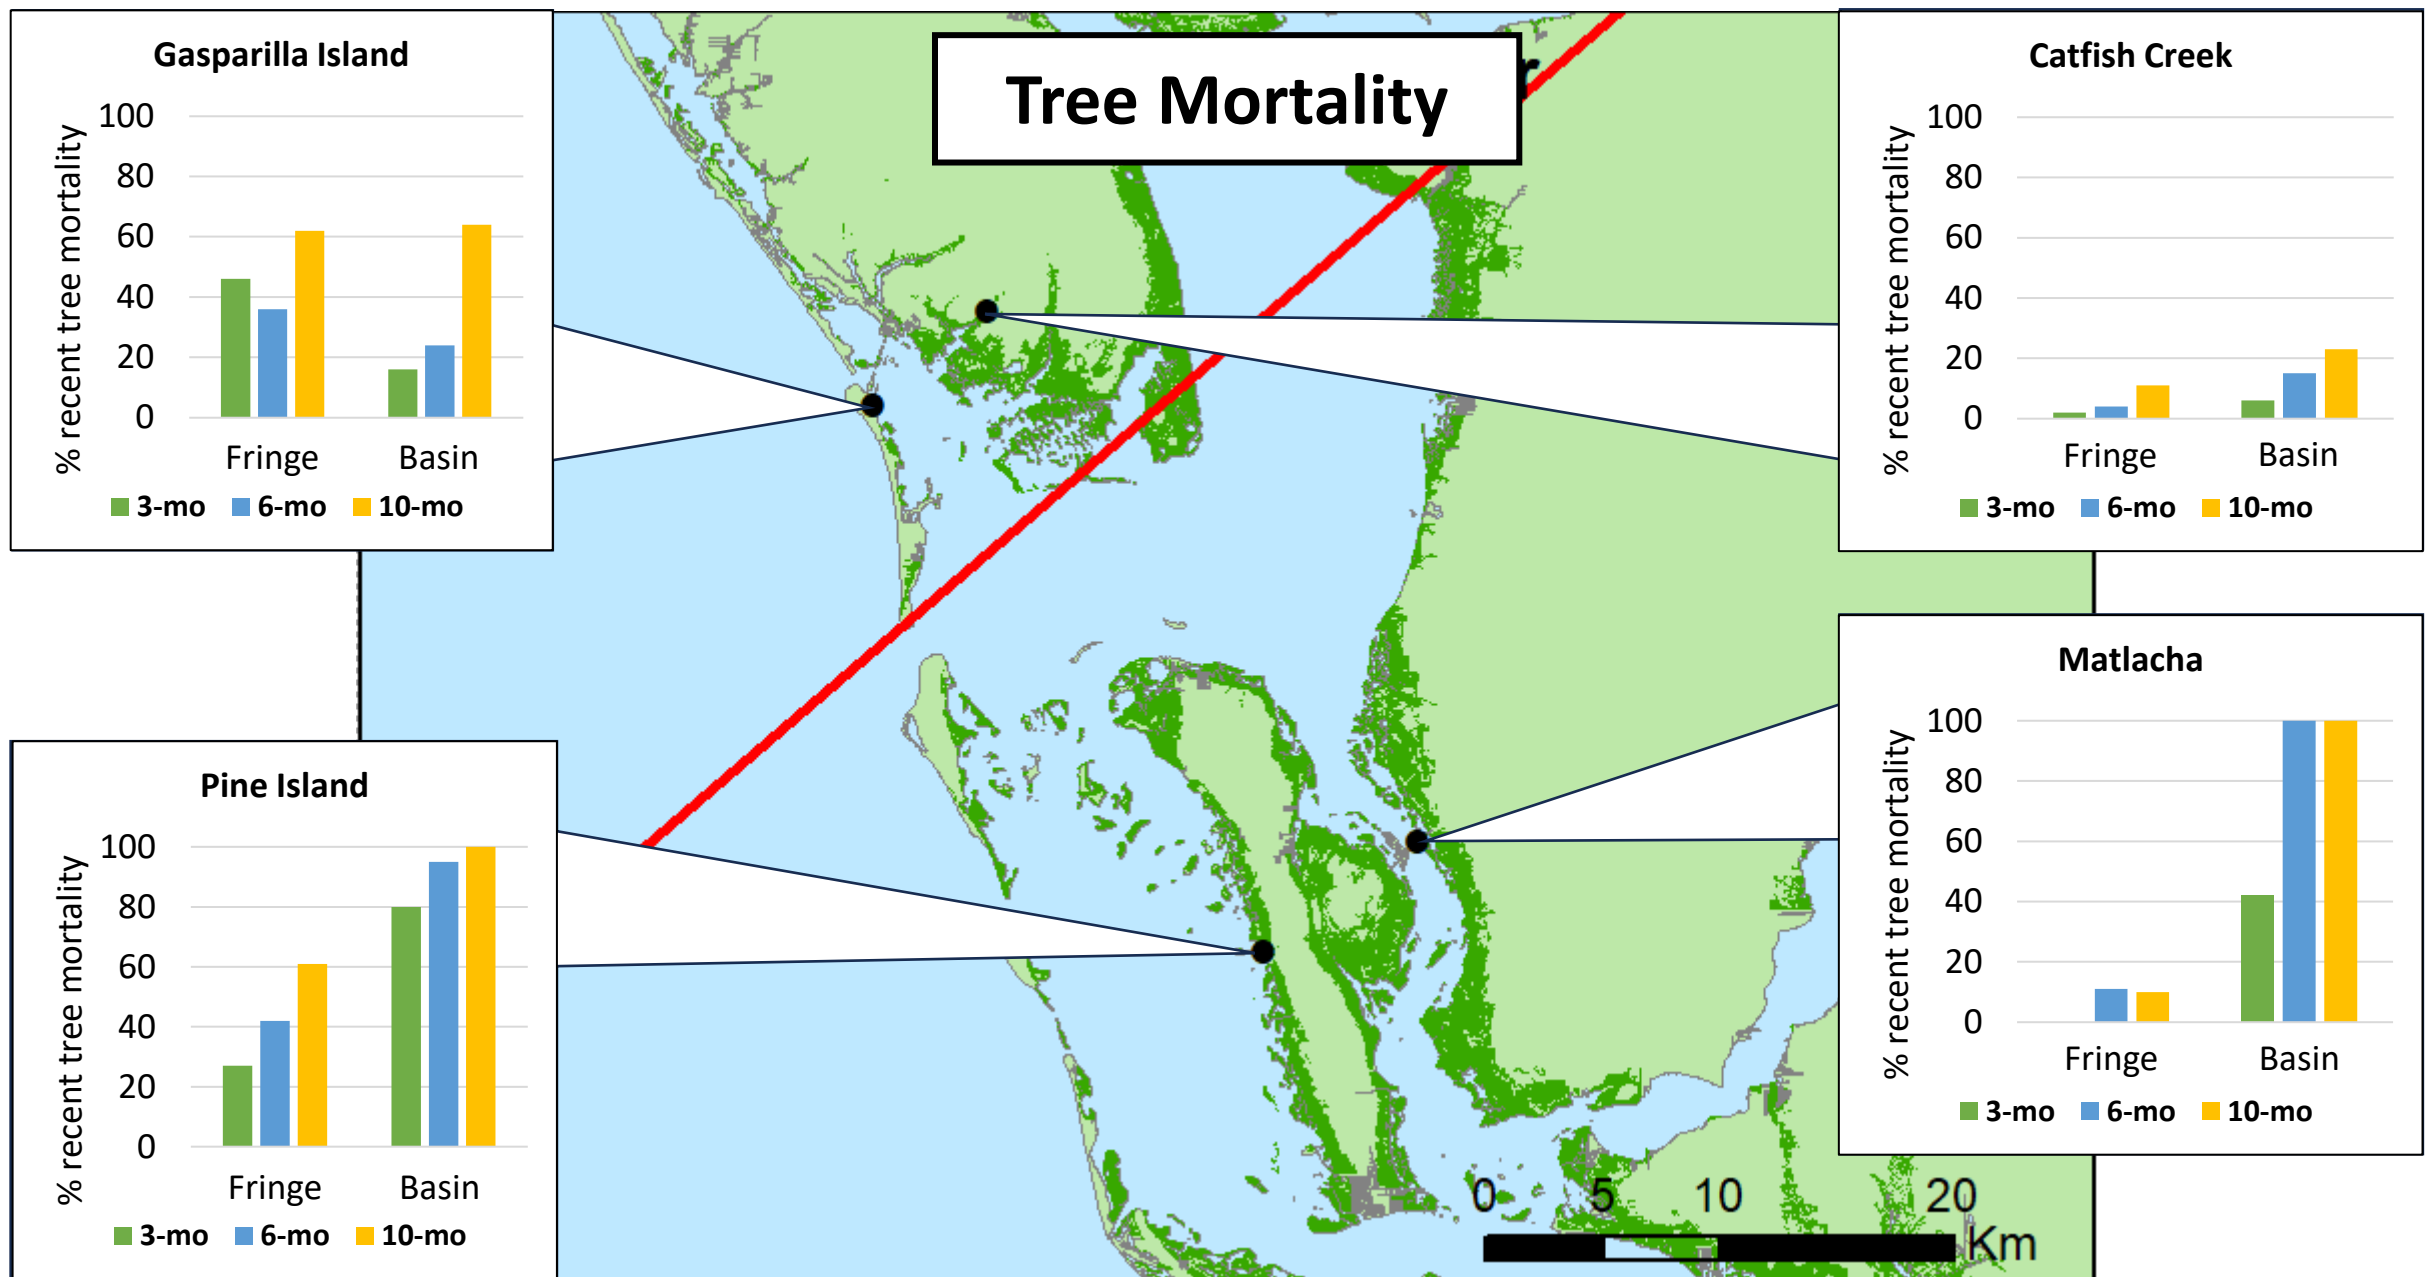 Tree Mortality
r
Gasparilla Island
% recent tree mortality
100
80
60
40
20
0
Fringe Basin
3-mo 6-mo 10-mo
Catfish Creek
% recent tree mortality
100
80
60
40
20
0
Fringe Basin
3-mo 6-mo 10-mo
Pine Island
% recent tree mortality
100
80
60
40
20
0
Fringe Basin
3-mo 6-mo 10-mo
Matlacha
% recent tree mortality
100
80
60
40
20
0
Fringe Basin
3-mo 6-mo 10-mo
0 5 10 20
Km